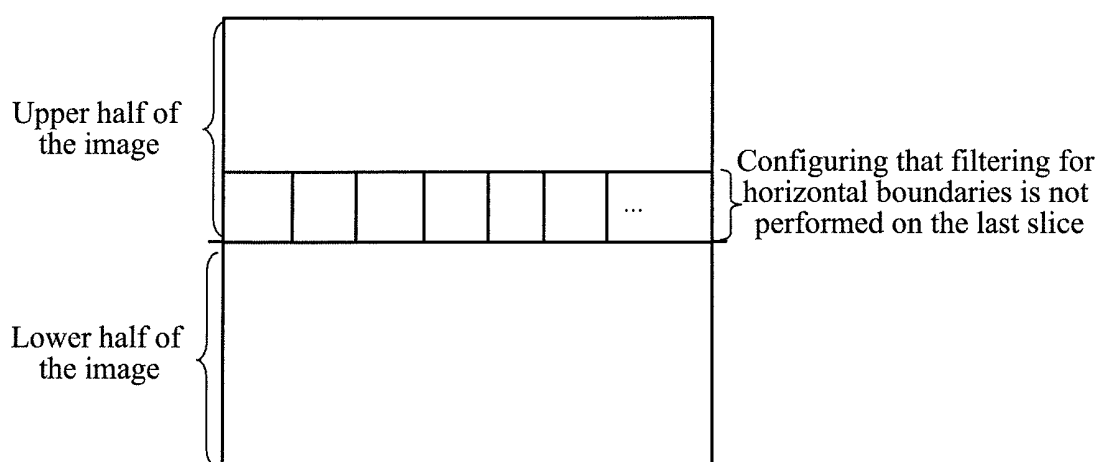 Upper half of
the image
Configuring that filtering for
horizontal boundaries is not
performed on the last slice
...
Lower half of
the image